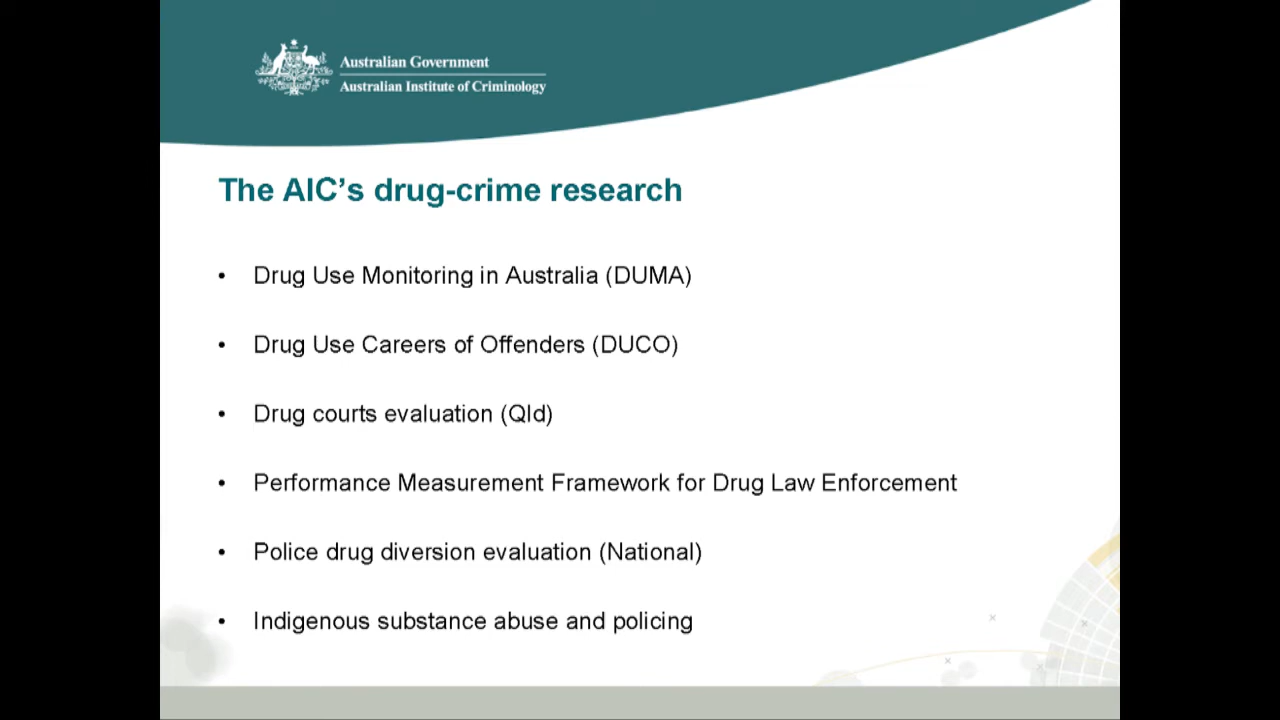 Australian Government
Australian Institute of Criminology
The AIC's drug-crime research
• Drug Use Monitoring in Australia (DUMA)
• Drug Use Careers of Offenders (DUCO)
• Drug courts evaluation (Qld)
• Performance Measurement Framework for Drug Law Enforcement
• Police drug diversion evaluation (National)
• Indigenous substance abuse and policing